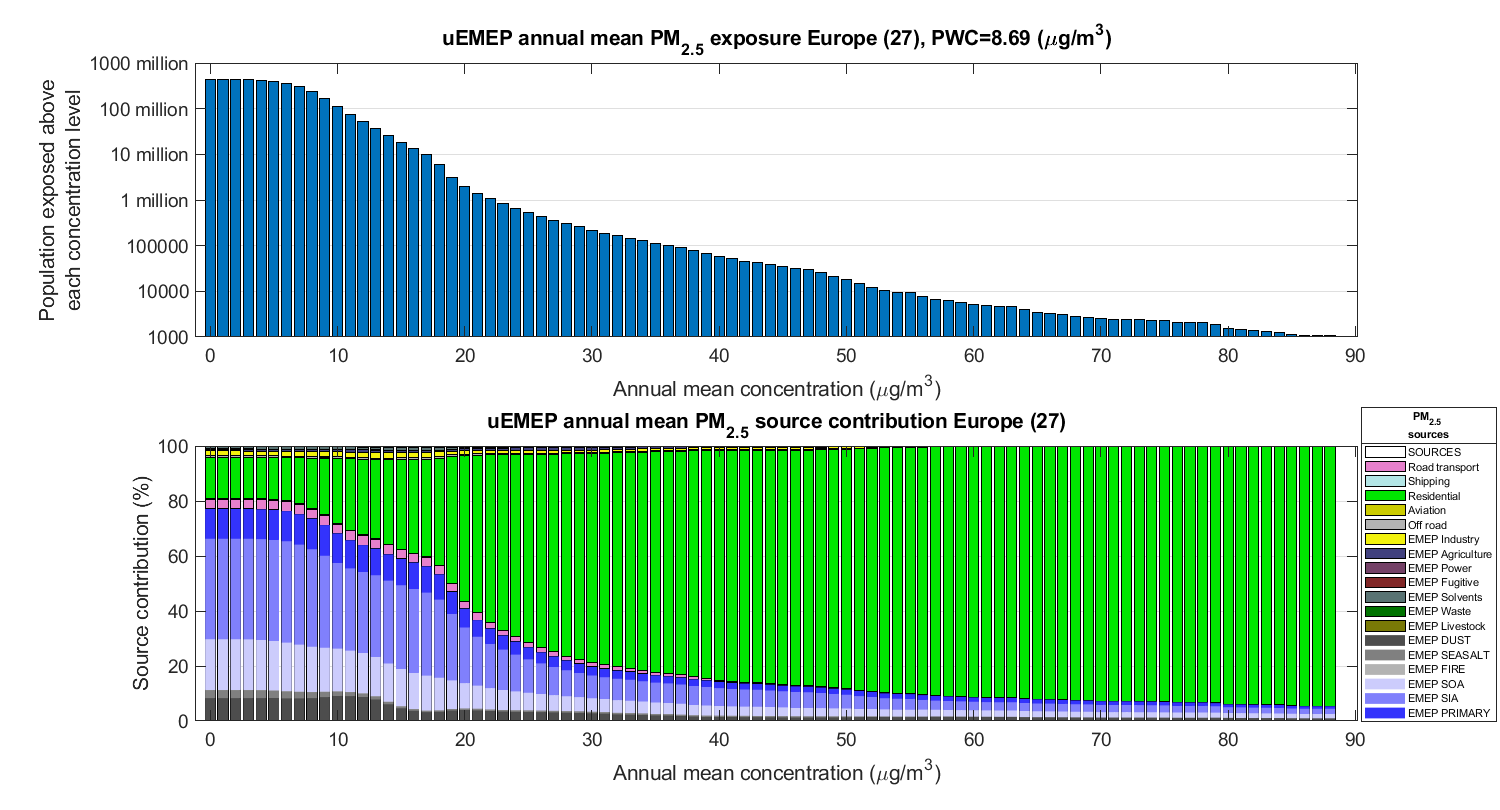 uEMEP annual mean PM2.5 exposure Europe (27), PWC=8.69 (μg/m3)
Population exposed above
each concentration level
1000 million
100 million
10 million
1 million
100000
10000
1000
0 10 20 30 40 50 60 70 80 90
Annual mean concentration (μg/m3)
uEMEP annual mean PM2.5 source contribution Europe (27)
Source contribution (%)
100
80
60
40
20
0
0 10 20 30 40 50 60 70 80 90
Annual mean concentration (μg/m3)
PM2.5
sources
SOURCES
Road transport
Shipping
Residential
Aviation
Off road
EMEP Industry
EMEP Agriculture
EMEP Power
EMEP Fugitive
EMEP Solvents
EMEP Waste
EMEP Livestock
EMEP DUST
EMEP SEASALT
EMEP FIRE
EMEP SOA
EMEP SIA
EMEP PRIMARY